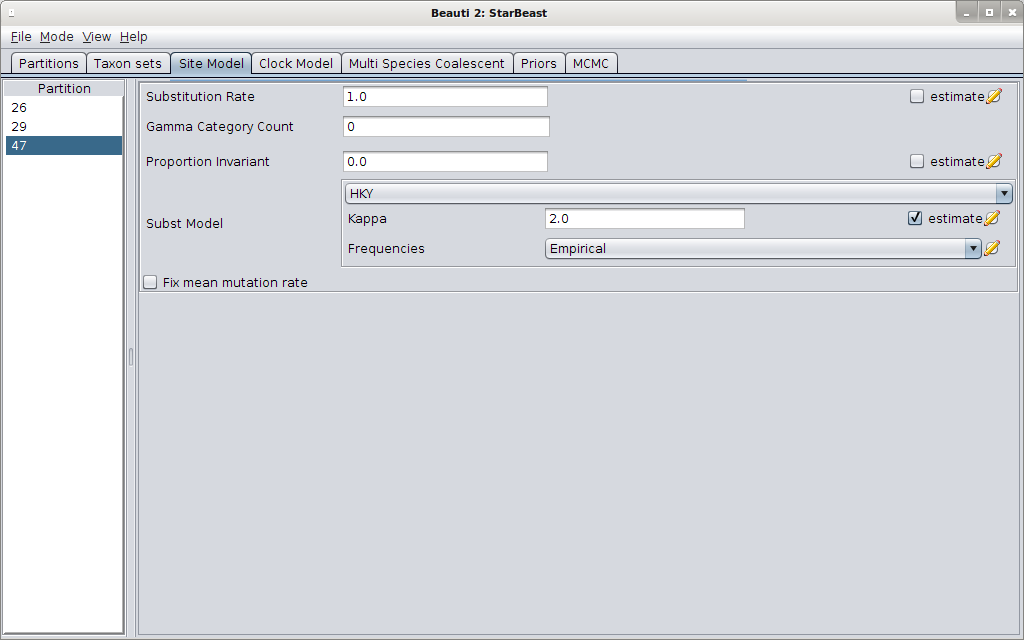 Beauti 2: StarBeast
File Mode View Help
Partitions Taxon sets Site Model Clock Model Multi Species Coalescent Priors MCMC
Partition
26
29
47
Substitution Rate 1.0 estimate
Gamma Category Count 0
Proportion Invariant 0.0 estimate
Subst Model
HKY
Kappa 2.0 estimate
Frequencies Empirical
Fix mean mutation rate